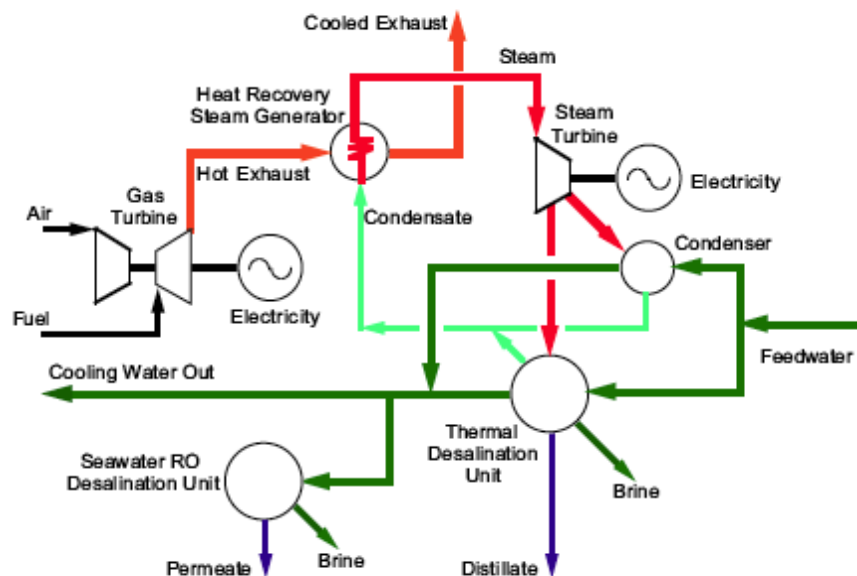 Cooled Exhaust
Steam
Heat Recovery
Steam Generator
Steam
Turbine
Hot Exhaust
Gas
Turbine
Electricity
Air
Condensate
Condenser
Fuel
Electricity
Feedwater
Cooling Water Out
Thermal
Desalination
Unit
Seawater RO
Desalination Unit
Brine
Permeate
Brine
Distillate